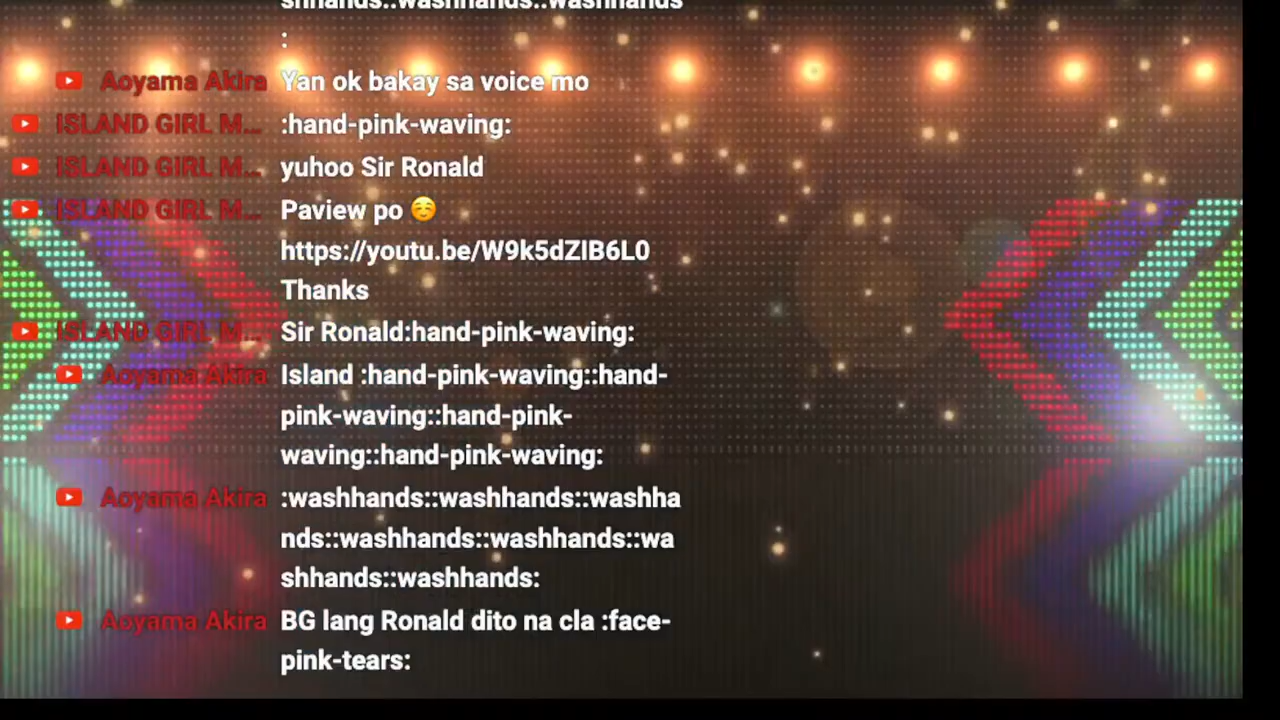 shhands::washhands::washhands
:
Aoyama Akira Yan ok bakay sa voice mo
ISLAND GIRL M... :hand-pink-waving:
ISLAND GIRL M... yuhoo Sir Ronald
ISLAND GIRL M... Paview po ☺️
https://youtu.be/W9k5dZIB6L0
Thanks
ISLAND GIRL M... Sir Ronald:hand-pink-waving:
Aoyama Akira Island :hand-pink-waving::hand-
pink-waving::hand-pink-
waving::hand-pink-waving:
Aoyama Akira :washhands::washhands::washha
nds::washhands::washhands::wa
shhands::washhands:
Aoyama Akira BG lang Ronald dito na cla :face-
pink-tears: